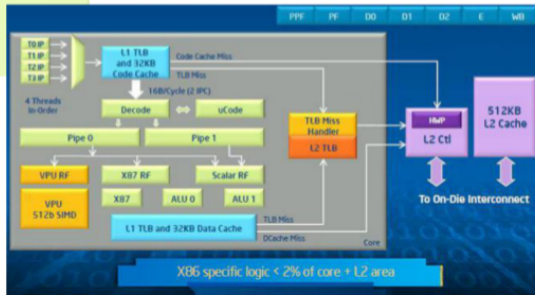 PPF PF D0 D1 D2 E WB
T0 IP
T1 IP
T2 IP
T3 IP
4 Threads
In-Order
L1 TLB
and 32KB
Code Cache
Code Cache Miss
TLB Miss
16B/Cycle (2 IPC)
Decode
uCode
Pipe 0
Pipe 1
TLB Miss
Handler
L2 TLB
HWP
L2 Ctl
512KB
L2 Cache
VPU RF
X87 RF
Scalar RF
VPU
512b SIMD
X87
ALU 0
ALU 1
To On-Die Interconnect
L1 TLB and 32KB Data Cache
TLB Miss
DCache Miss
Core
X86 specific logic < 2% of core + L2 area